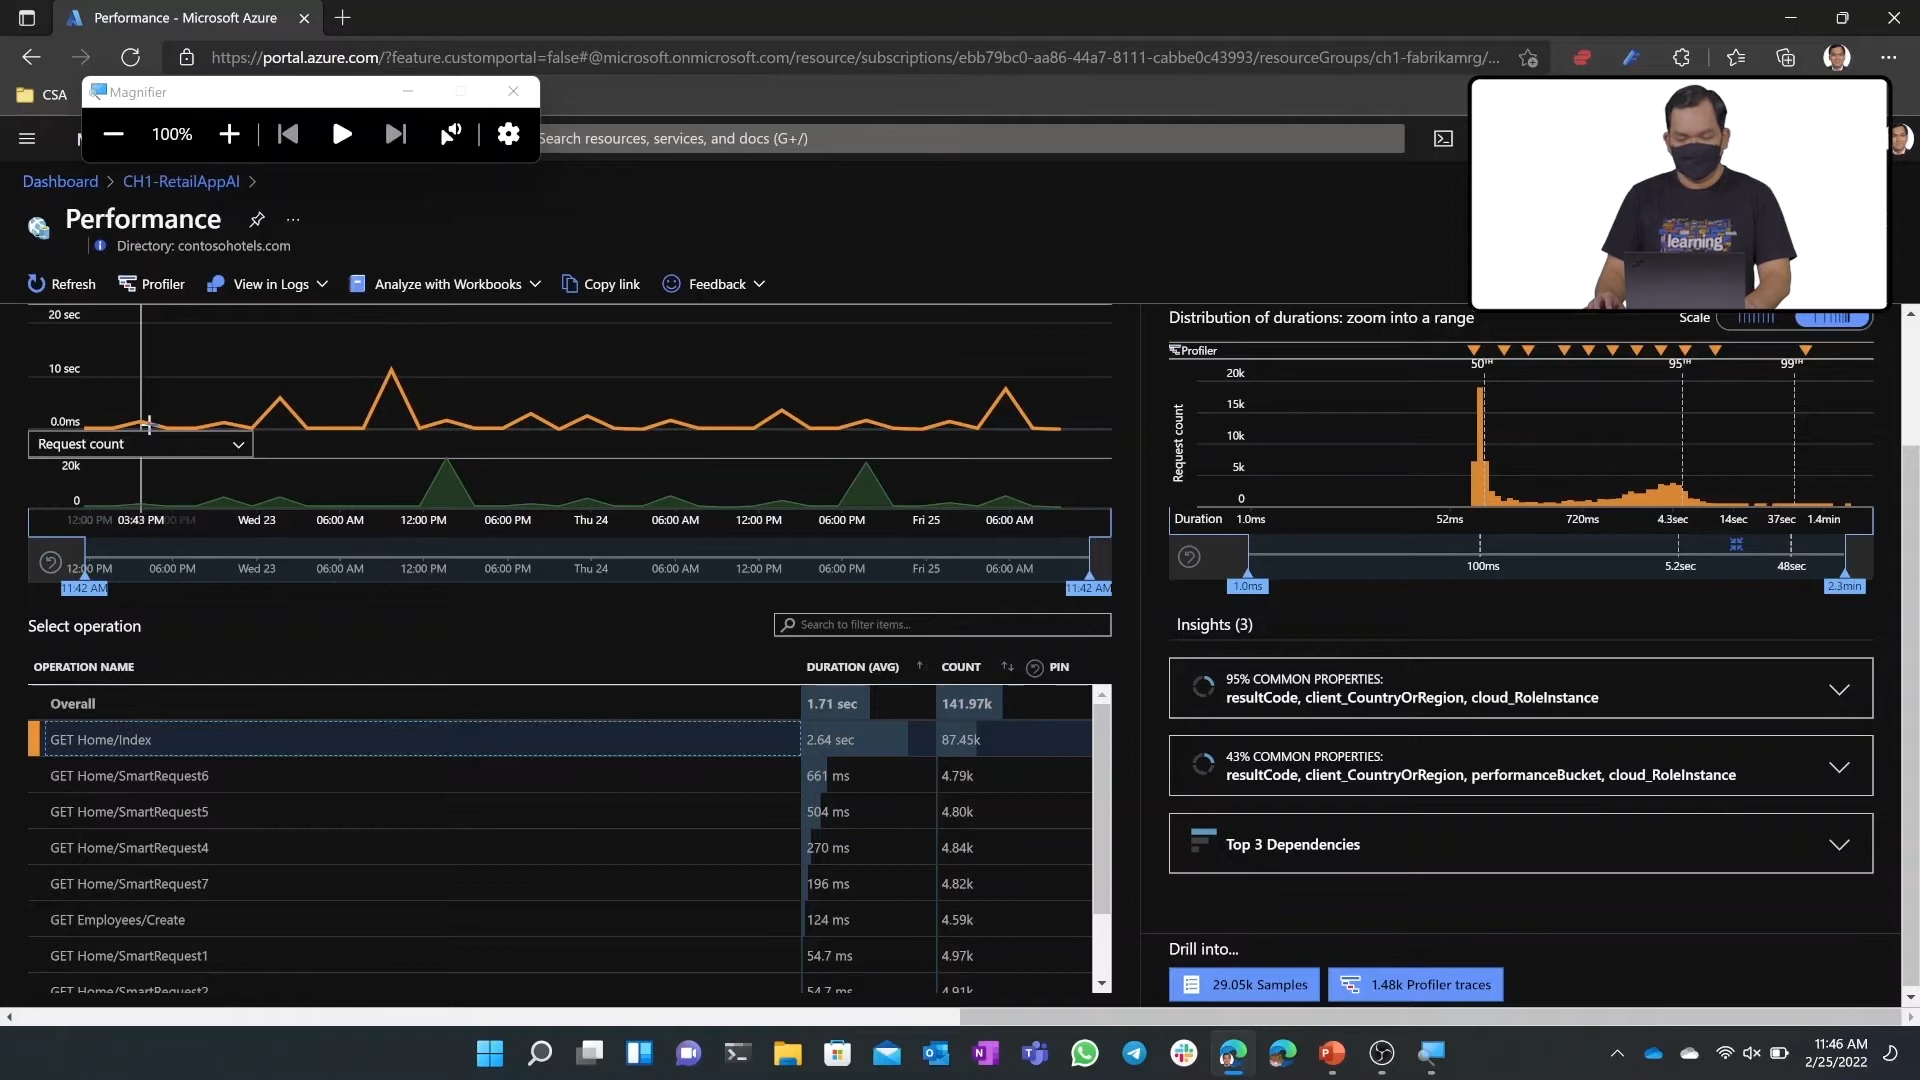 Performance - Microsoft Azure
https://portal.azure.com/?feature.customportal=false#@microsoft.onmicrosoft.com/resource/subscriptions/ebb79bc0-aa86-44a7-8111-cabbe0c43993/resourceGroups/ch1-fabrikamrg/...
CSA
Magnifier
100%
Search resources, services, and docs (G+/)
Dashboard > CH1-RetailAppAI >
Performance
Directory: contosohotels.com
Refresh Profiler View in Logs Analyze with Workbooks Copy link Feedback
learning
20 sec
10 sec
0.0ms
Request count
20k
0
12:00 PM 03:43 PM Wed 23 06:00 AM 12:00 PM 06:00 PM Thu 24 06:00 AM 12:00 PM 06:00 PM Fri 25 06:00 AM
12:00 PM 06:00 PM Wed 23 06:00 AM 12:00 PM 06:00 PM Thu 24 06:00 AM 12:00 PM 06:00 PM Fri 25 06:00 AM
11:42 AM 11:42 AM
Select operation
Search to filter items...
OPERATION NAME DURATION (AVG) COUNT PIN
Overall 1.71 sec 141.97k
GET Home/Index 2.64 sec 87.45k
GET Home/SmartRequest6 661 ms 4.79k
GET Home/SmartRequest5 504 ms 4.80k
GET Home/SmartRequest4 270 ms 4.84k
GET Home/SmartRequest7 196 ms 4.82k
GET Employees/Create 124 ms 4.59k
GET Home/SmartRequest1 54.7 ms 4.97k
GET Home/SmartRequest2 54.7 ms 4.91k
Distribution of durations: zoom into a range
Scale
Profiler
50TH 95TH 99TH
Request count
20k
15k
10k
5k
0
Duration 1.0ms 52ms 720ms 4.3sec 14sec 37sec 1.4min
100ms 5.2sec 48sec
1.0ms 2.3min
Insights (3)
95% COMMON PROPERTIES:
resultCode, client_CountryOrRegion, cloud_RoleInstance
43% COMMON PROPERTIES:
resultCode, client_CountryOrRegion, performanceBucket, cloud_RoleInstance
Top 3 Dependencies
Drill into...
29.05k Samples 1.48k Profiler traces
11:46 AM
2/25/2022